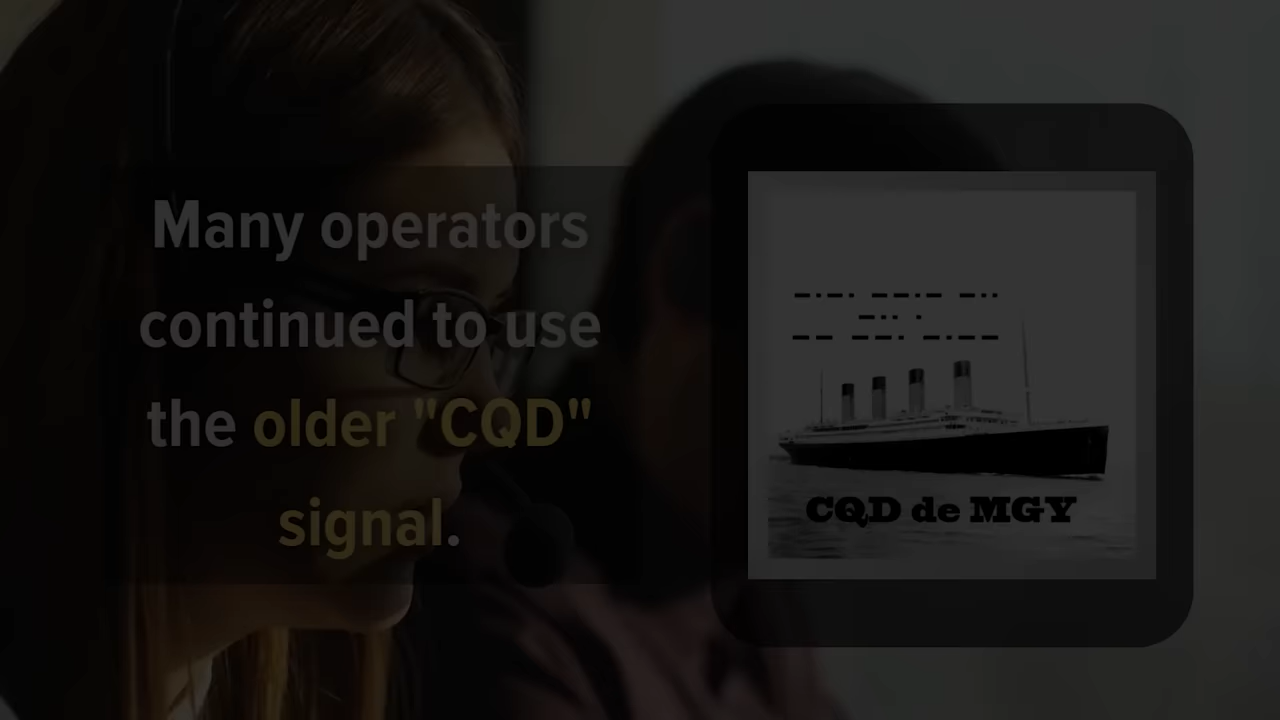 Many operators
continued to use
the older "CQD"
signal.
CQD de MGY